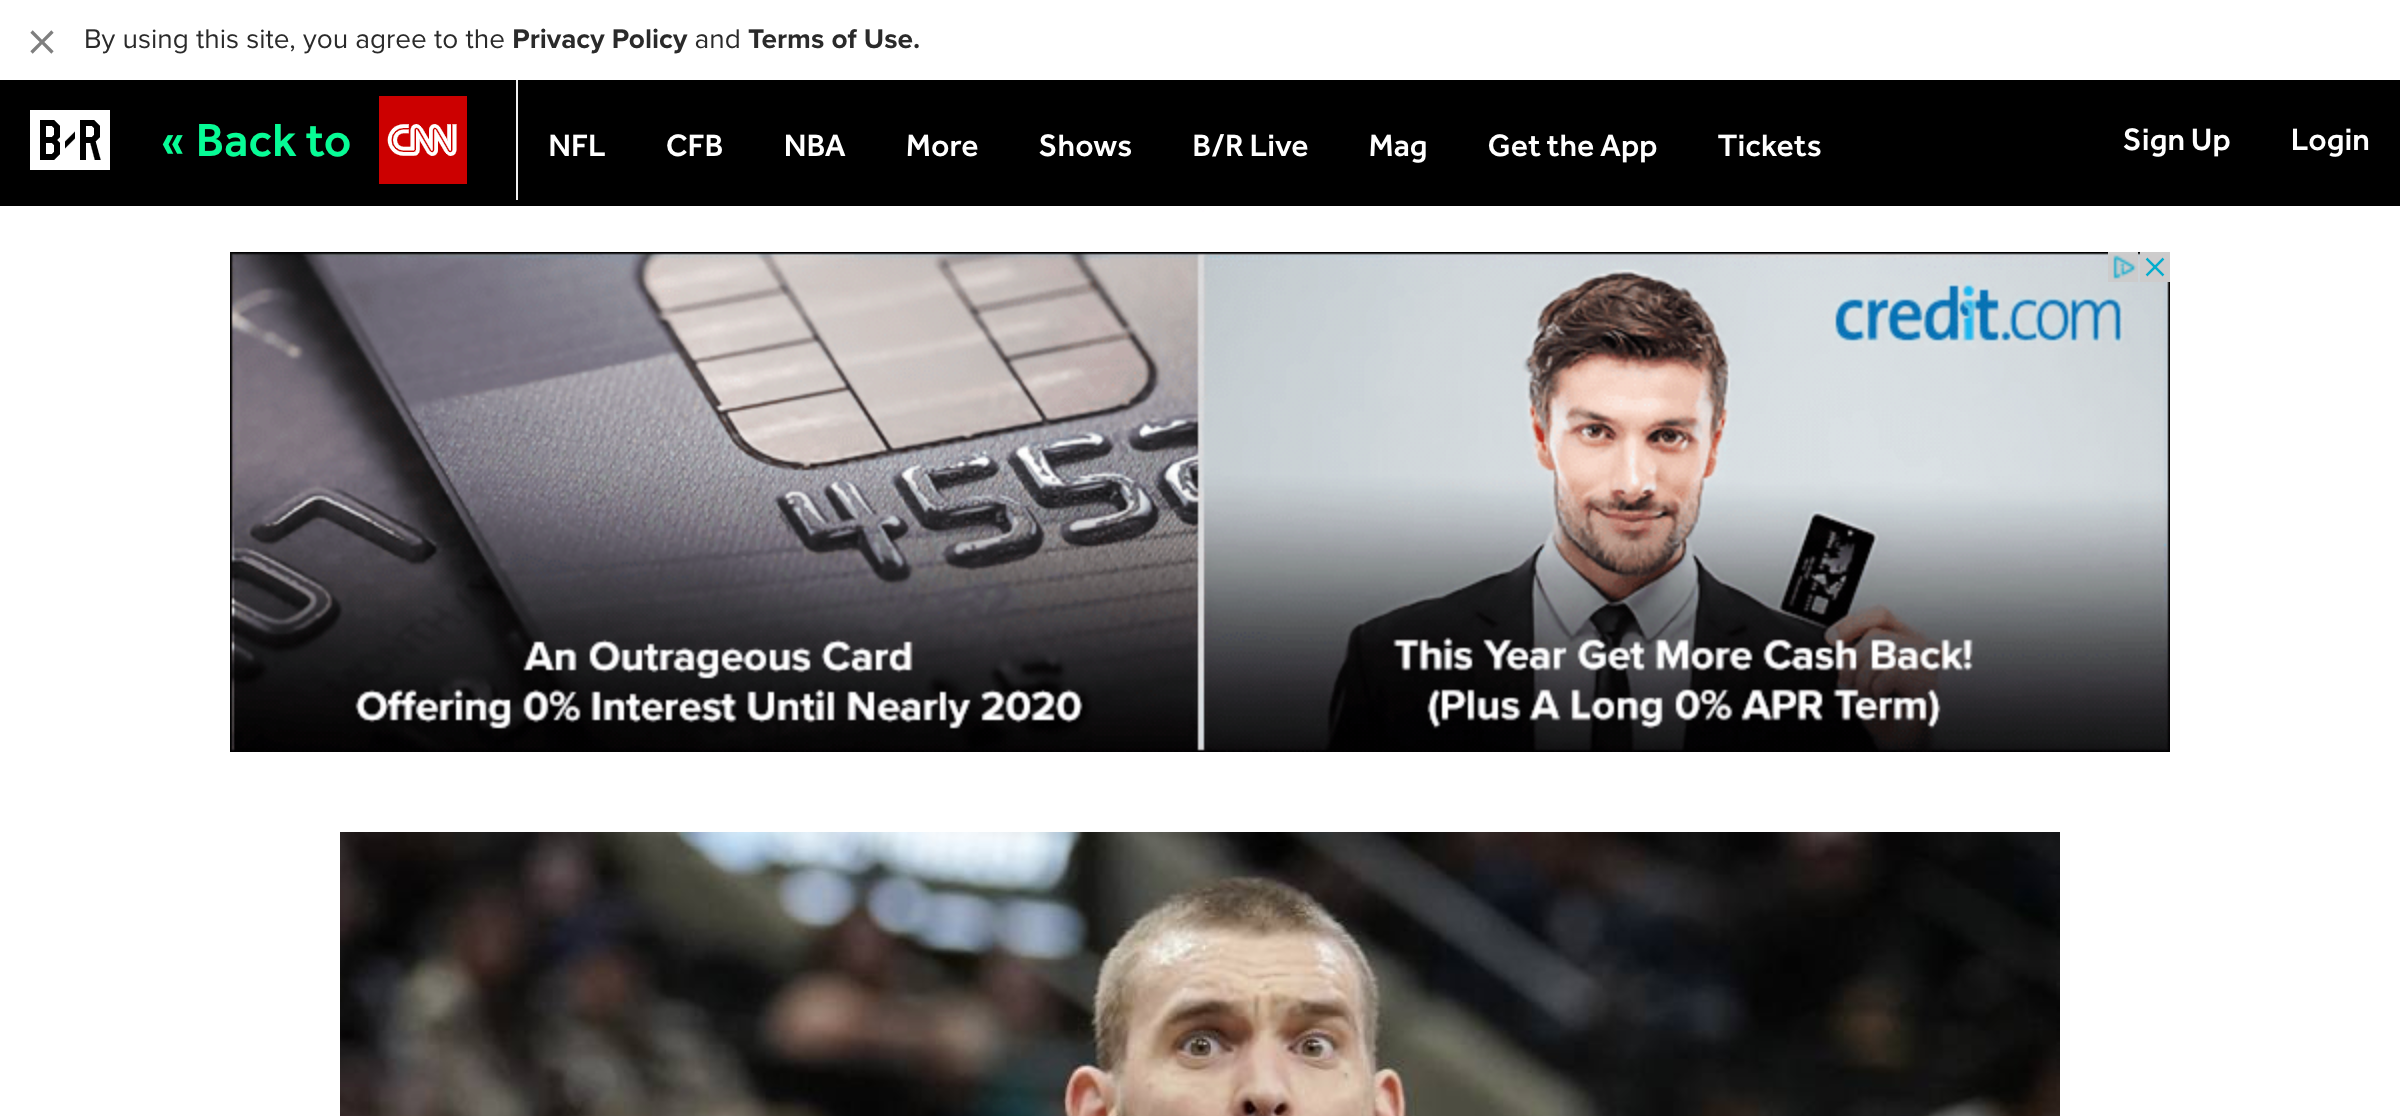 By using this site, you agree to the Privacy Policy and Terms of Use.
B/R
« Back to CNN
NFL CFB NBA More Shows B/R Live Mag Get the App Tickets
Sign Up Login
credit.com
4552
An Outrageous Card
Offering 0% Interest Until Nearly 2020
This Year Get More Cash Back!
(Plus A Long 0% APR Term)